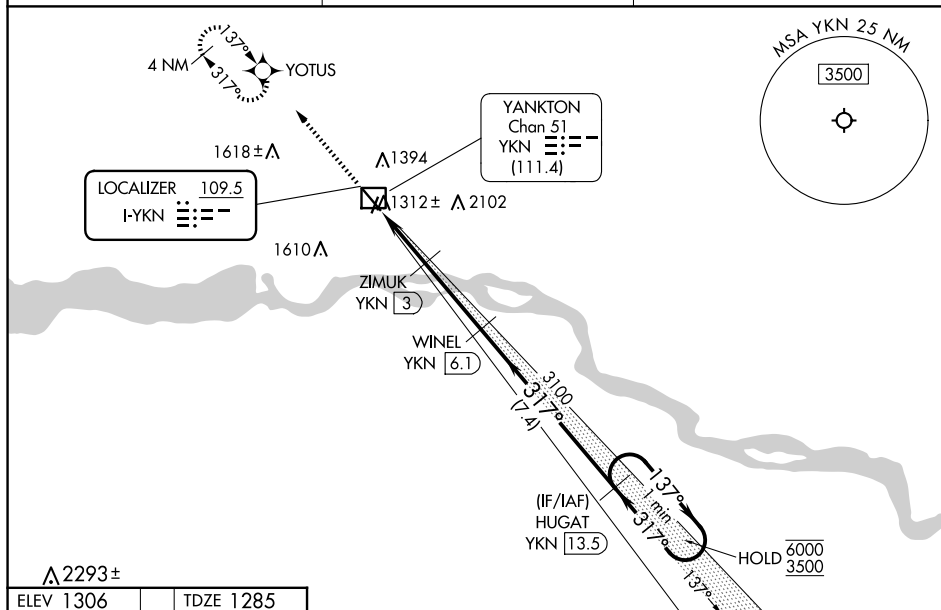 MSA YKN 25 NM
3500
137°
4 NM
317°
YOTUS
YANKTON
Chan 51
YKN
(111.4)
1618±
1394
LOCALIZER 109.5
I-YKN
1312±
2102
1610
ZIMUK
YKN 3
WINEL
YKN 6.1
3100
317°
(7.4)
137°
1 min
(IF/IAF)
HUGAT
YKN 13.5
317°
HOLD 6000
3500
137°
2293±
ELEV 1306 TDZE 1285